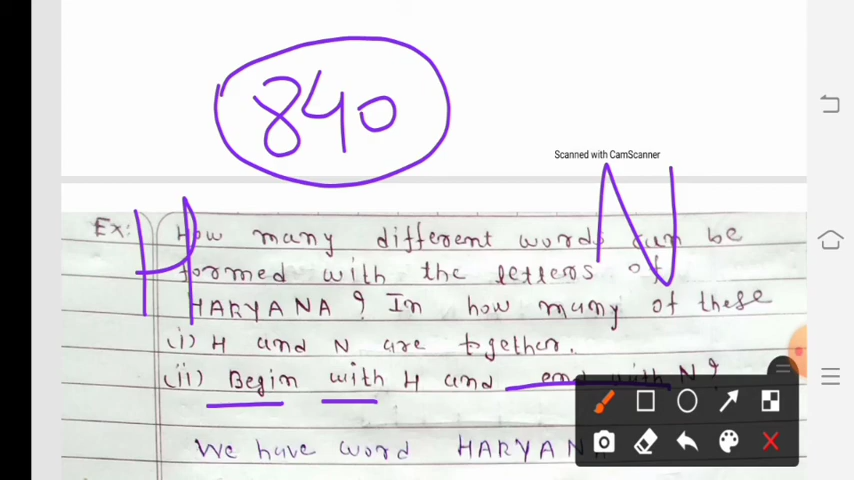 840
Scanned with CamScanner
H N
Ex: How many different words can be
formed with the letters of
HARYANA ? In how many of these
(i) H and N are together.
(ii) Begin with H and end with N?
We have word HARYANA